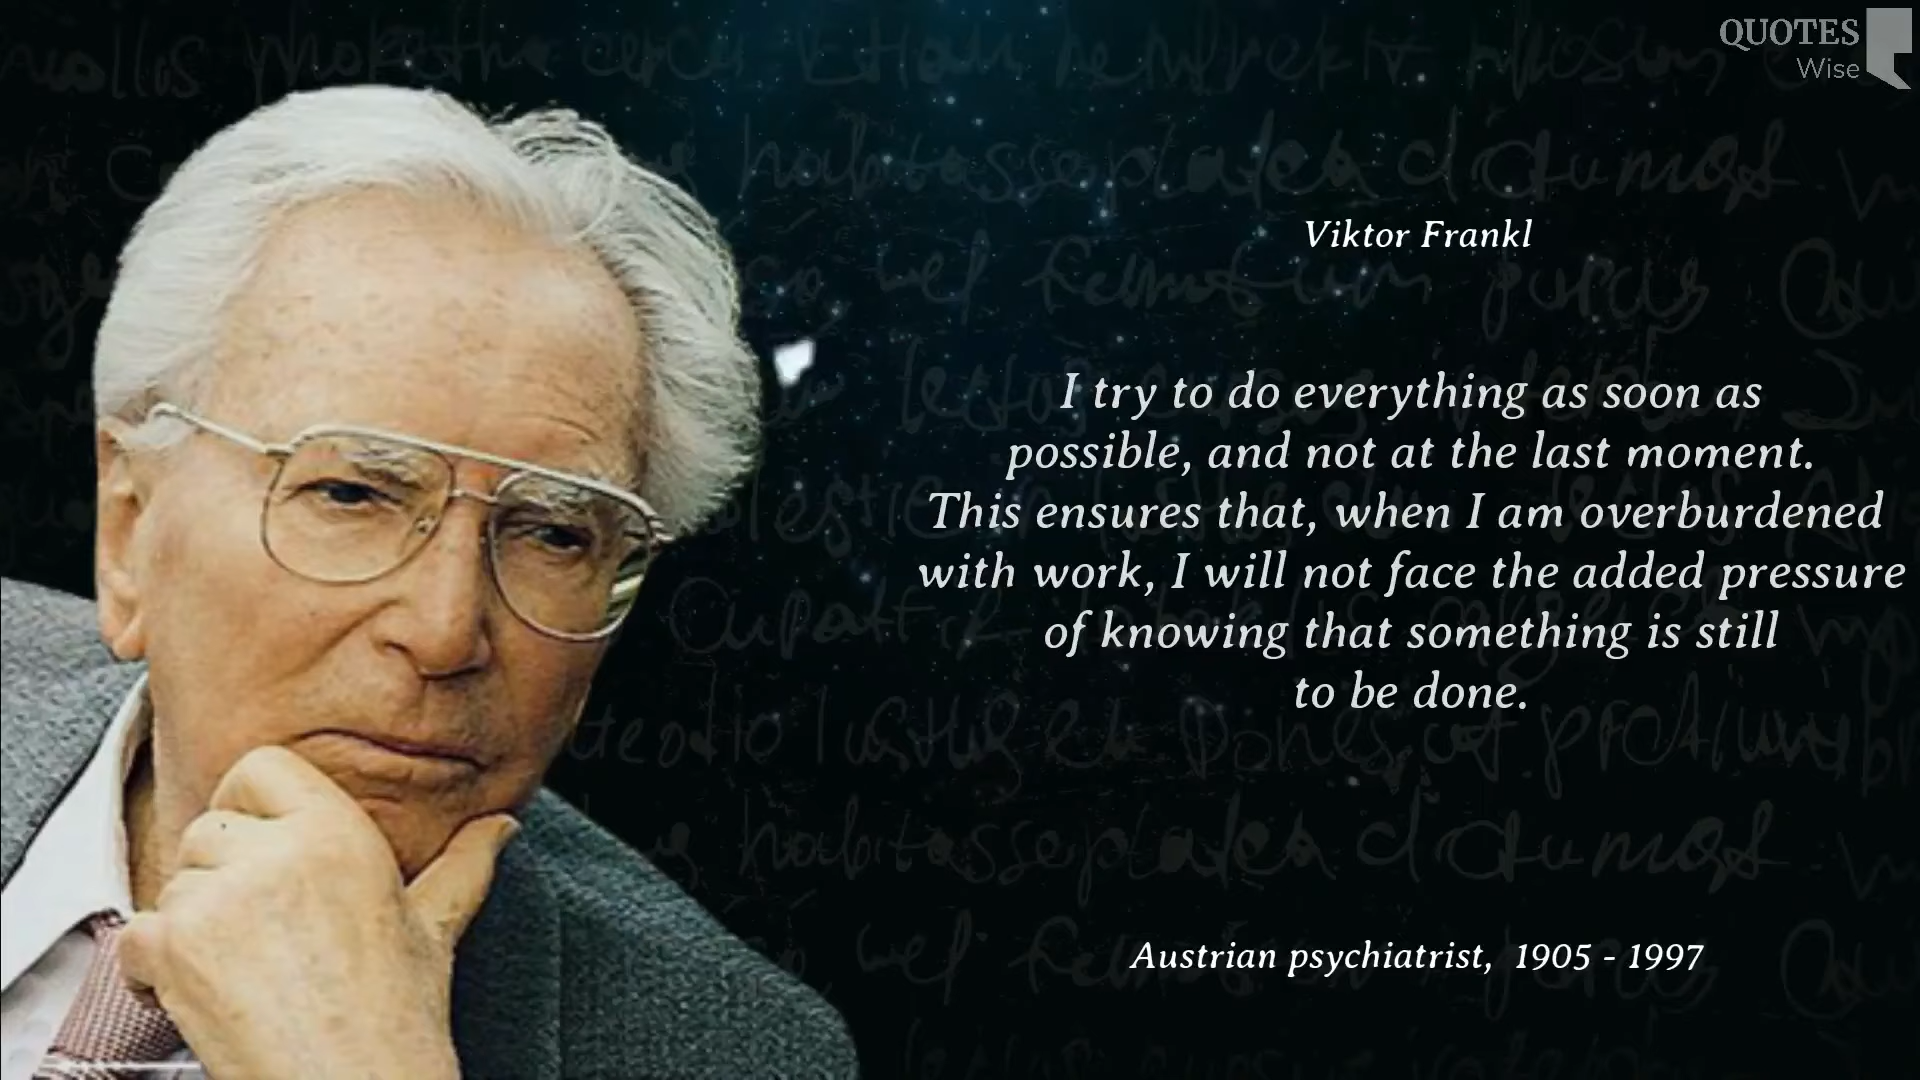 QUOTES
Wise
Viktor Frankl
I try to do everything as soon as
possible, and not at the last moment.
This ensures that, when I am overburdened
with work, I will not face the added pressure
of knowing that something is still
to be done.
Austrian psychiatrist, 1905 - 1997